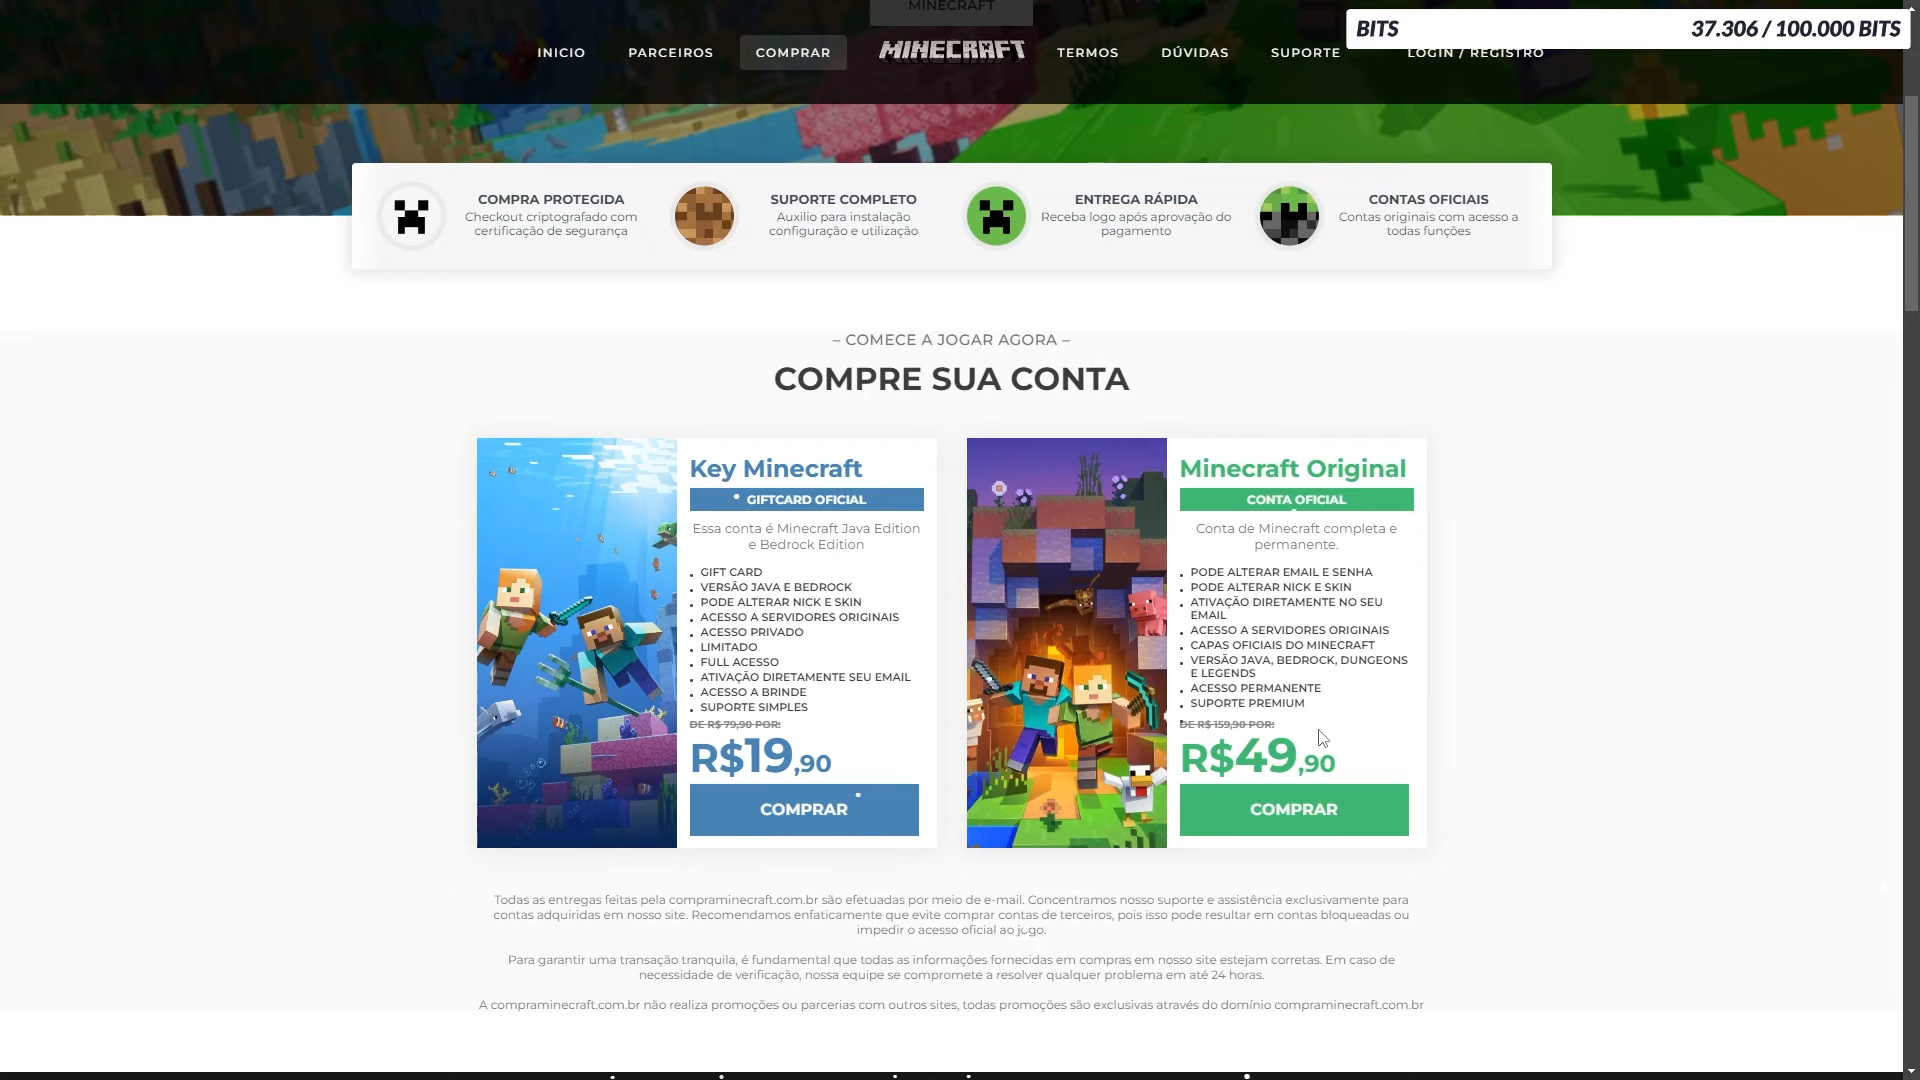 MINECRAFT
BITS 37.306 / 100.000 BITS
INICIO PARCEIROS COMPRAR MINECRAFT TERMOS DÚVIDAS SUPORTE LOGIN / REGISTRO
COMPRA PROTEGIDA
Checkout criptografado com
certificação de segurança
SUPORTE COMPLETO
Auxilio para instalação
configuração e utilização
ENTREGA RÁPIDA
Receba logo após aprovação do
pagamento
CONTAS OFICIAIS
Contas originais com acesso a
todas funções
– COMECE A JOGAR AGORA –
COMPRE SUA CONTA
Key Minecraft
GIFTCARD OFICIAL
Essa conta é Minecraft Java Edition
e Bedrock Edition
GIFT CARD
VERSÃO JAVA E BEDROCK
PODE ALTERAR NICK E SKIN
ACESSO A SERVIDORES ORIGINAIS
ACESSO PRIVADO
LIMITADO
FULL ACESSO
ATIVAÇÃO DIRETAMENTE SEU EMAIL
ACESSO A BRINDE
SUPORTE SIMPLES
DE R$ 79,90 POR:
R$19,90
COMPRAR
Minecraft Original
CONTA OFICIAL
Conta de Minecraft completa e
permanente.
PODE ALTERAR EMAIL E SENHA
PODE ALTERAR NICK E SKIN
ATIVAÇÃO DIRETAMENTE NO SEU
EMAIL
ACESSO A SERVIDORES ORIGINAIS
CAPAS OFICIAIS DO MINECRAFT
VERSÃO JAVA, BEDROCK, DUNGEONS
E LEGENDS
ACESSO PERMANENTE
SUPORTE PREMIUM
DE R$ 159,90 POR:
R$49,90
COMPRAR
Todas as entregas feitas pela compraminecraft.com.br são efetuadas por meio de e-mail. Concentramos nosso suporte e assistência exclusivamente para
contas adquiridas em nosso site. Recomendamos enfaticamente que evite comprar contas de terceiros, pois isso pode resultar em contas bloqueadas ou
impedir o acesso oficial ao jogo.
Para garantir uma transação tranquila, é fundamental que todas as informações fornecidas em compras em nosso site estejam corretas. Em caso de
necessidade de verificação, nossa equipe se compromete a resolver qualquer problema em até 24 horas.
A compraminecraft.com.br não realiza promoções ou parcerias com outros sites, todas promoções são exclusivas através do domínio compraminecraft.com.br